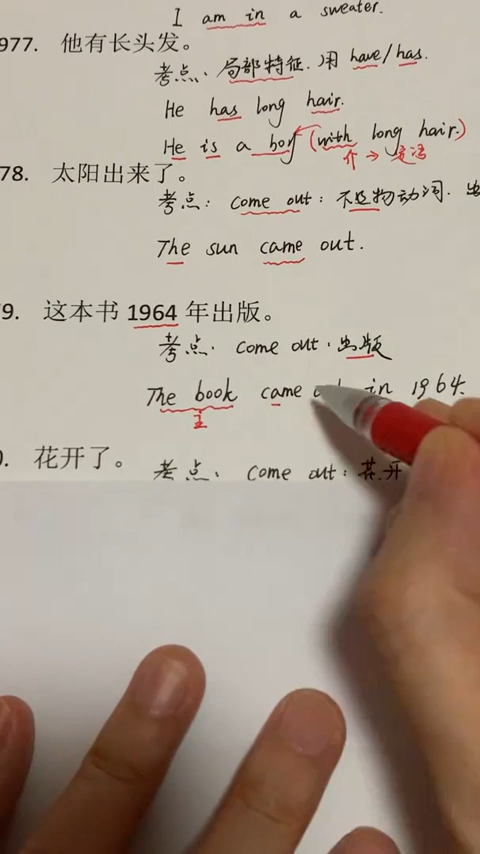 I am in a sweater.
977. 他有长头发。
考点：局部特征.用 have/has.
He has long hair.
He is a boy (with long hair.)
介 → 定语
78. 太阳出来了。
考点：come out：不及物动词.
The sun came out.
9. 这本书 1964 年出版。
考点：come out：出版
The book came in 1964.
主
0. 花开了。
考点：come out：花开